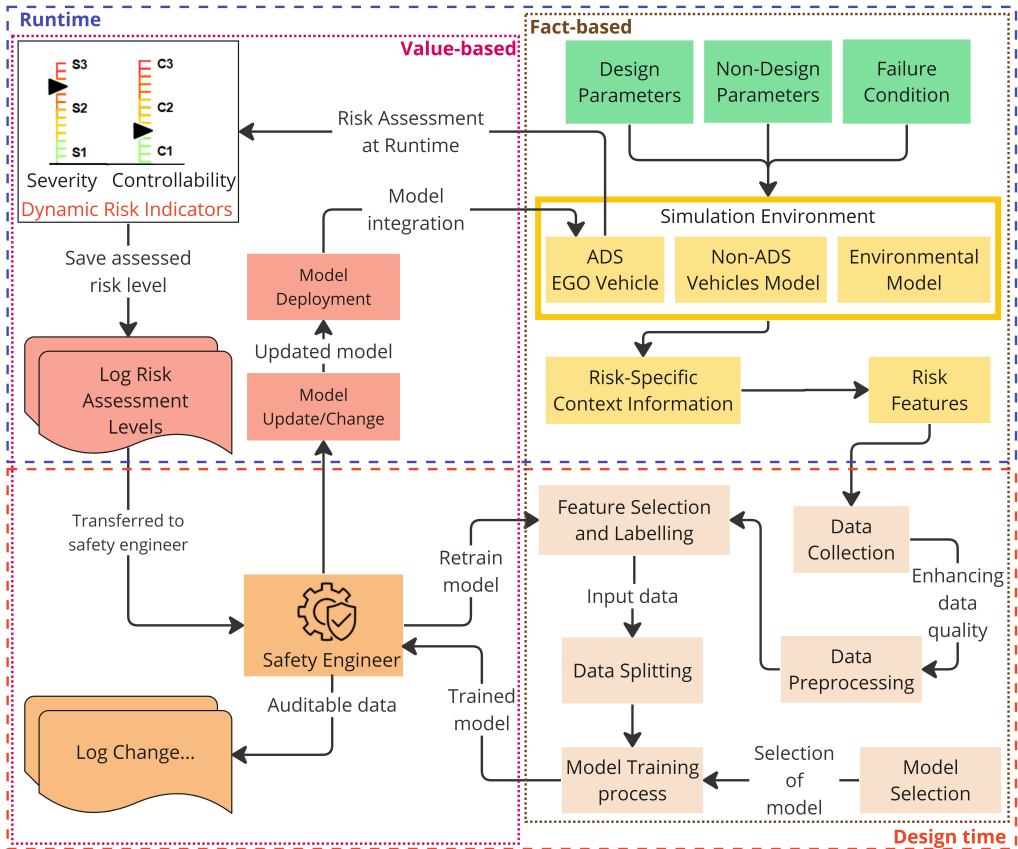 Runtime
Value-based
Fact-based
S3
S2
S1
C3
C2
C1
Severity
Controllability
Dynamic Risk Indicators
Risk Assessment
at Runtime
Design
Parameters
Non-Design
Parameters
Failure
Condition
Model
integration
Simulation Environment
ADS
EGO Vehicle
Non-ADS
Vehicles Model
Environmental
Model
Save assessed
risk level
Model
Deployment
Updated model
Model
Update/Change
Log Risk
Assessment
Levels
Risk-Specific
Context Information
Risk
Features
Transferred to
safety engineer
Feature Selection
and Labelling
Data
Collection
Retrain
model
Enhancing
data
quality
Input data
Safety Engineer
Data Splitting
Data
Preprocessing
Auditable data
Trained
model
Log Change...
Model Training
process
Selection
of
model
Model
Selection
Design time